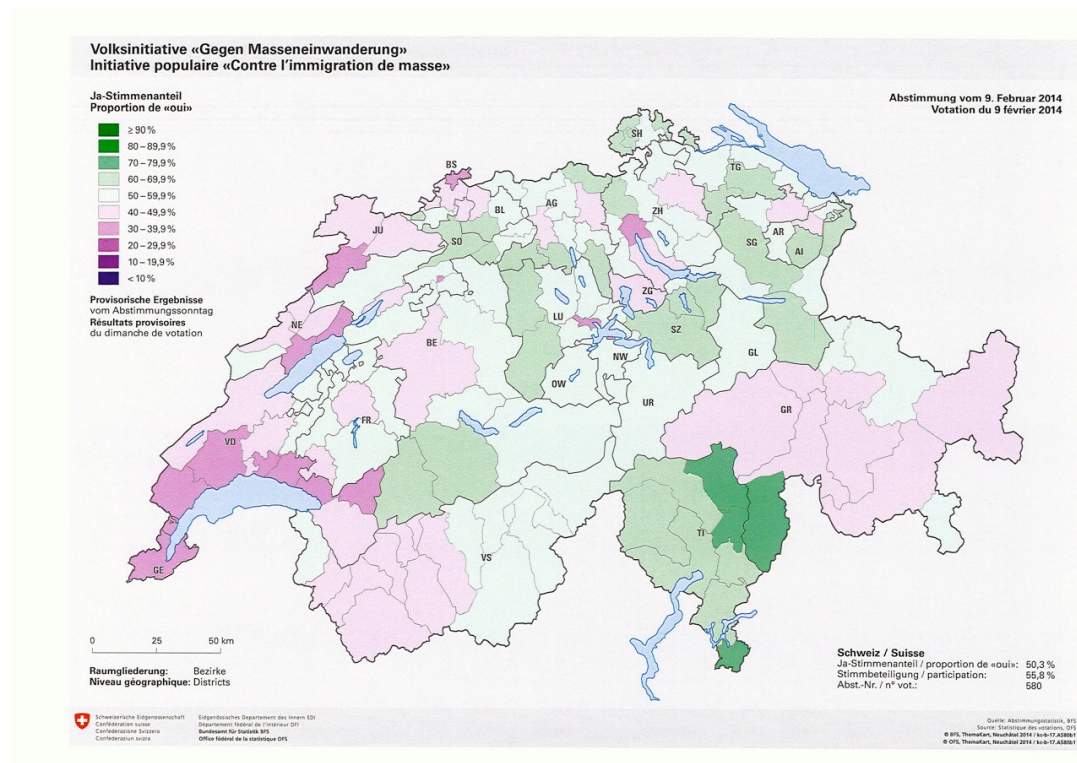 Volksinitiative «Gegen Masseneinwanderung»
Initiative populaire «Contre l'immigration de masse»
Ja-Stimmenanteil
Proportion de «oui»
≥ 90 %
80 – 89,9 %
70 – 79,9 %
60 – 69,9 %
50 – 59,9 %
40 – 49,9 %
30 – 39,9 %
20 – 29,9 %
10 – 19,9 %
< 10 %
Provisorische Ergebnisse
vom Abstimmungssonntag
Résultats provisoires
du dimanche de votation
Abstimmung vom 9. Februar 2014
Votation du 9 février 2014
SH
BS
TG
BL
AG
ZH
JU
SO
SG
AR
AI
ZG
NE
LU
SZ
BE
NW
GL
OW
UR
GR
FR
VD
TI
VS
GE
0 25 50 km
Raumgliederung: Bezirke
Niveau géographique: Districts
Schweiz / Suisse
Ja-Stimmenanteil / proportion de «oui»: 50,3 %
Stimmbeteiligung / participation: 55,8 %
Abst.-Nr. / n° vot.: 580
Schweizerische Eidgenossenschaft
Confédération suisse
Confederazione Svizzera
Confederaziun svizra
Eidgenössisches Departement des Innern EDI
Département fédéral de l'intérieur DFI
Bundesamt für Statistik BFS
Office fédéral de la statistique OFS
Quelle: Abstimmungsstatistik, BFS
Source: Statistique des votations, OFS
© BFS, ThemaKart, Neuchâtel 2014 / kc-b-17.A580b1
© OFS, ThemaKart, Neuchâtel 2014 / kc-b-17.A580b1